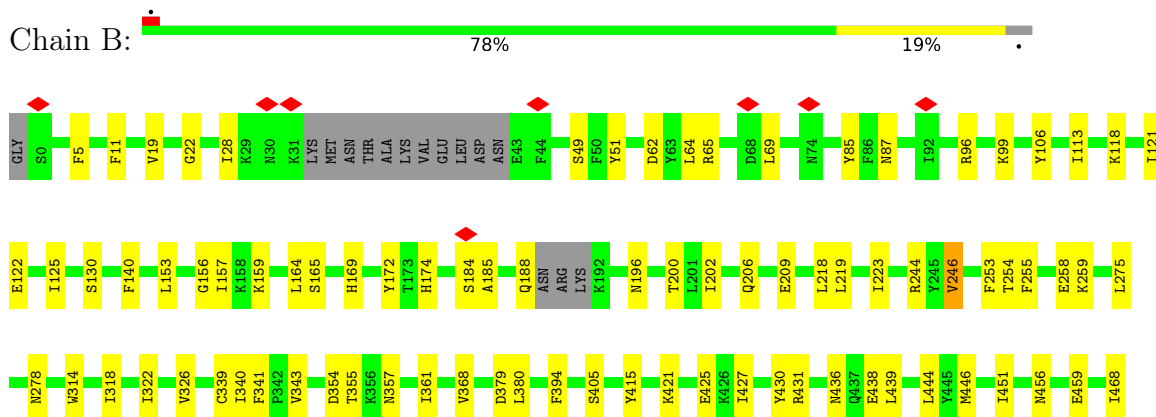 Chain B:
78% 19%
GLY S0 F5 F11 V19 G22 I28 K29 N30 K31 LYS MET ASN THR ALA LYS VAL GLU LEU ASP ASN E43 F44 S49 F50 Y51 D62 Y63 L64 R65 D68 L69 N74 Y85 F86 N87 I92 R96 K99 Y106 I113 K118 I121
E122 I125 S130 F140 L153 G156 I157 K158 K159 L164 S165 H169 Y172 T173 H174 S184 A185 Q188 ASN ARG LYS K192 N196 T200 L201 I202 Q206 E209 L218 L219 I223 R244 Y245 V246 F253 T254 F255 E258 K259 L275
N278 W314 I318 I322 V326 C339 I340 F341 P342 V343 D354 T355 K356 N357 I361 V368 D379 L380 F394 S405 Y415 K421 E425 K426 I427 Y430 R431 N436 Q437 E438 L439 L444 Y445 M446 I451 N456 E459 I468